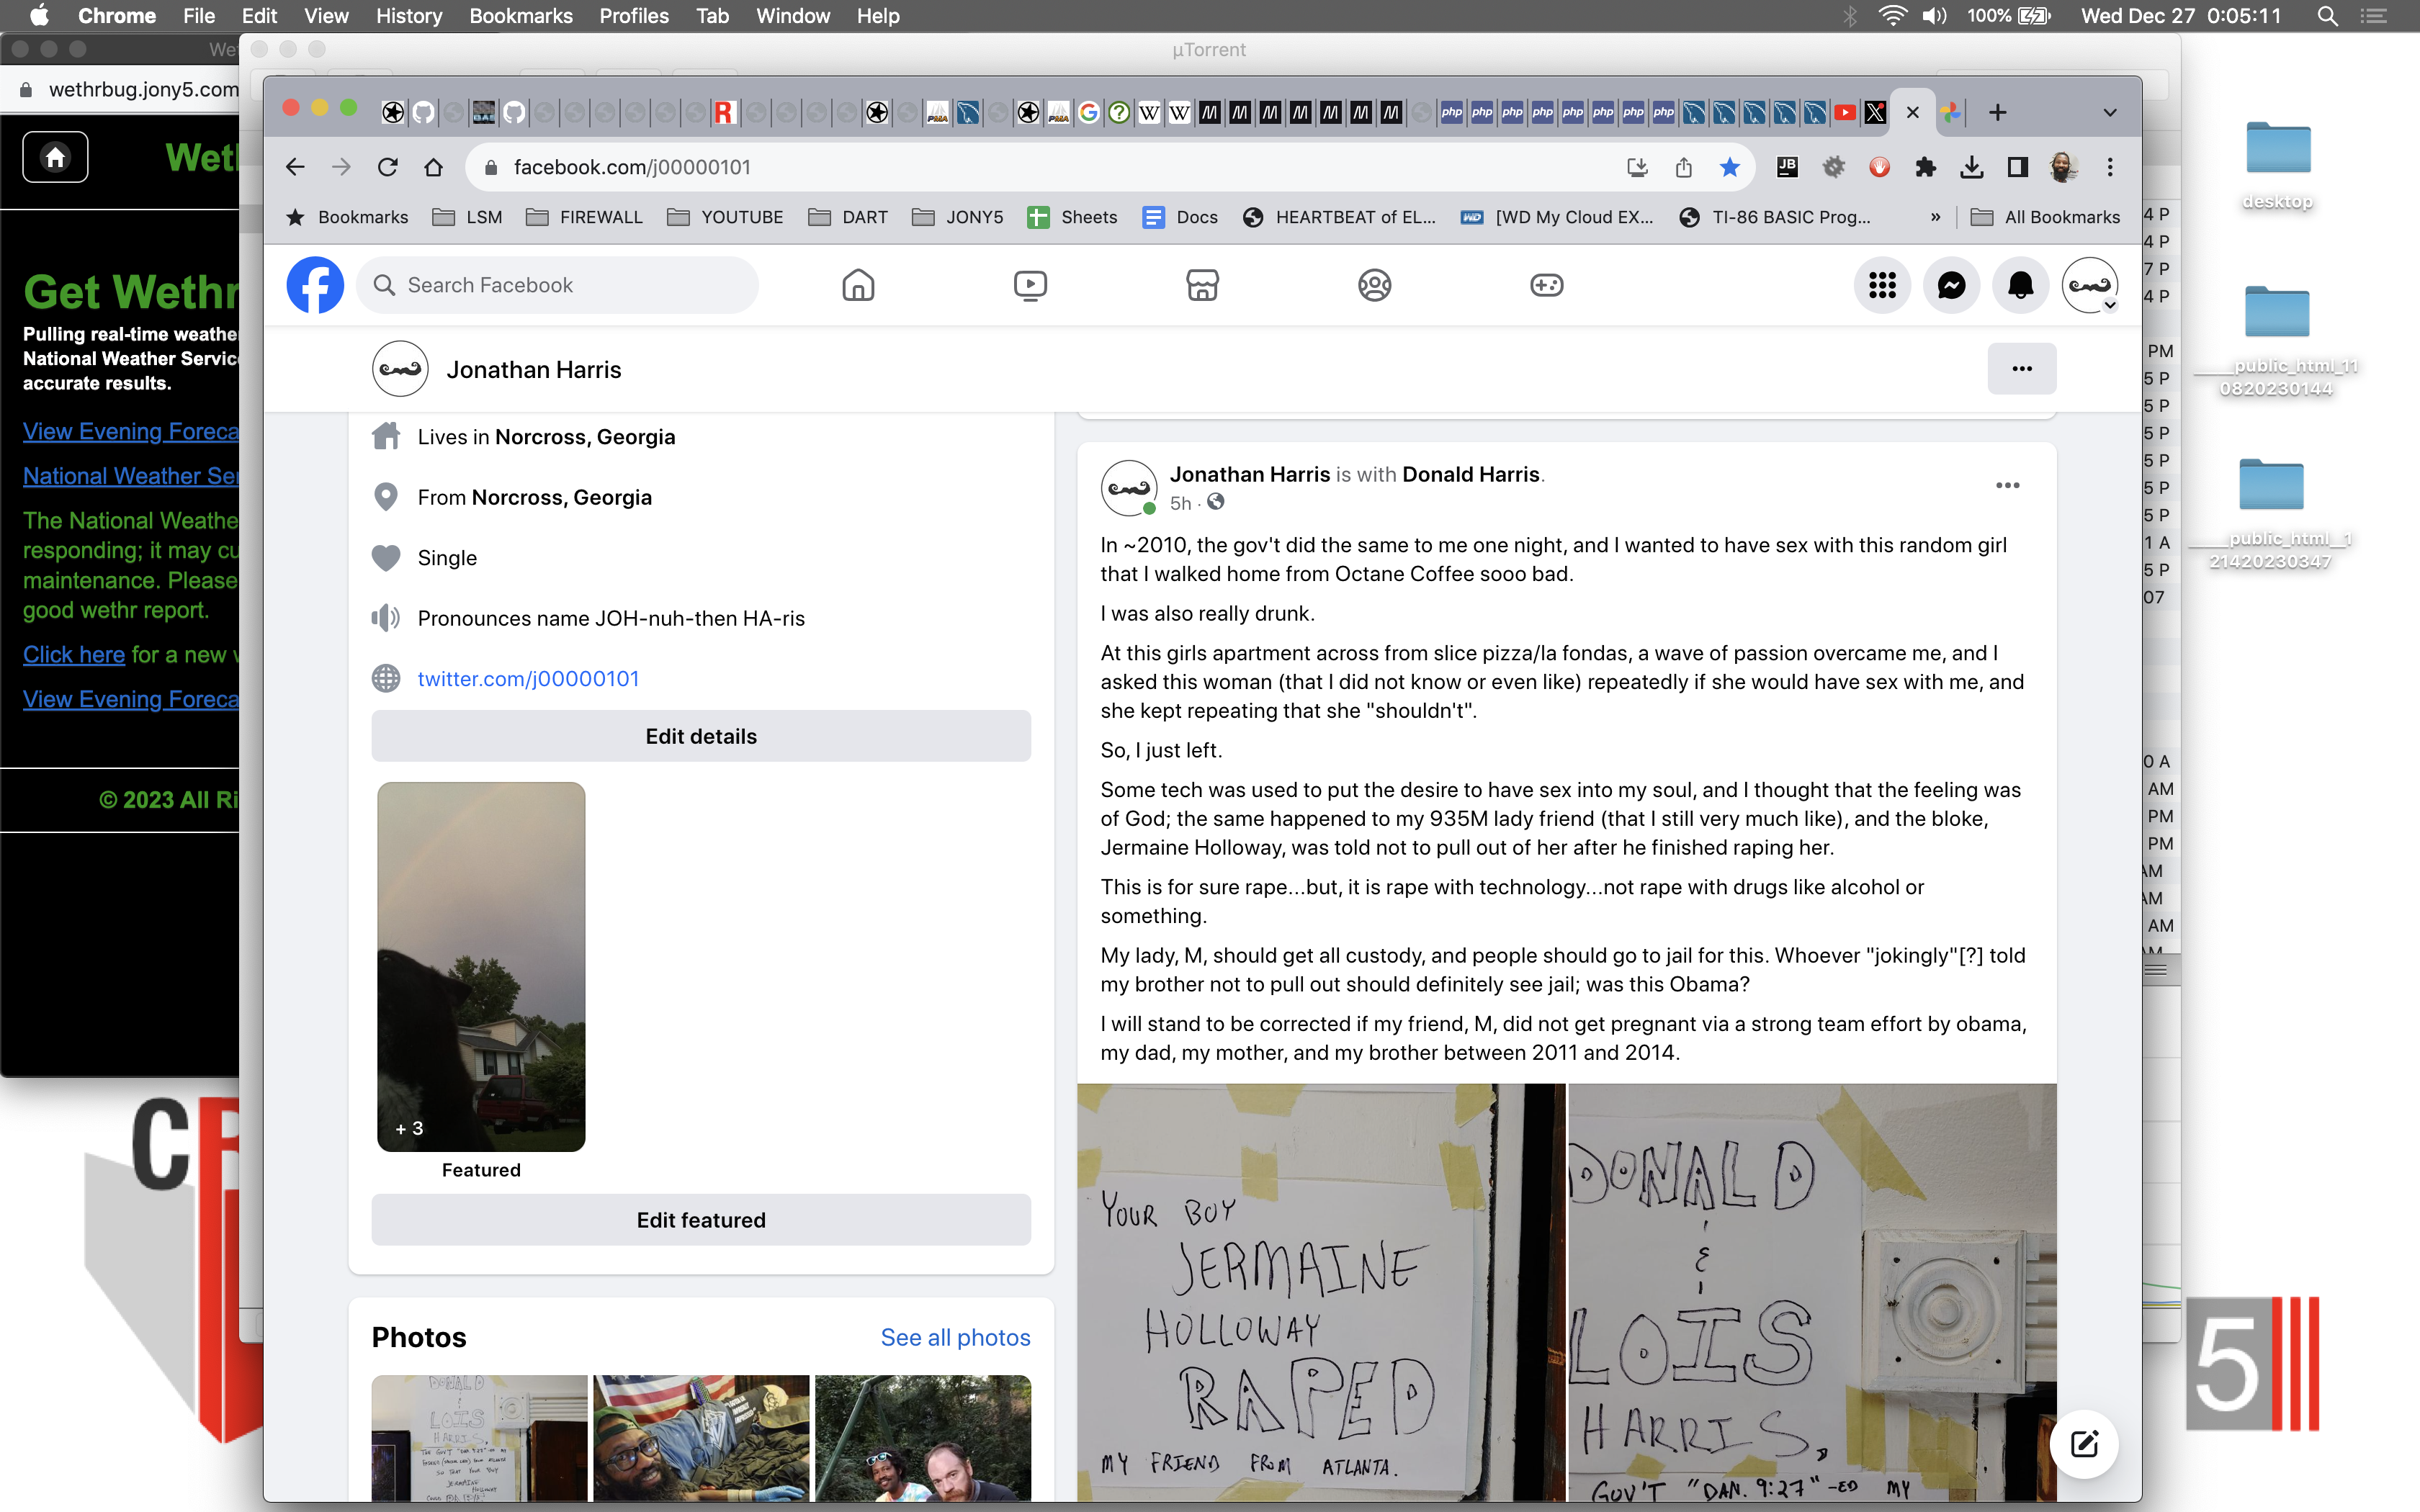 Chrome File Edit View History Bookmarks Profiles Tab Window Help
100% Wed Dec 27 0:05:11
µTorrent
wethrbug.jony5.com
facebook.com/j00000101
Bookmarks LSM FIREWALL YOUTUBE DART JONY5 Sheets Docs HEARTBEAT of EL... [WD My Cloud EX... TI-86 BASIC Prog... » All Bookmarks
Search Facebook
Jonathan Harris
Lives in Norcross, Georgia
From Norcross, Georgia
Single
Pronounces name JOH-nuh-then HA-ris
twitter.com/j00000101
Edit details
+ 3
Featured
Edit featured
Photos See all photos
Jonathan Harris is with Donald Harris.
5h ·
In ~2010, the gov't did the same to me one night, and I wanted to have sex with this random girl
that I walked home from Octane Coffee sooo bad.
I was also really drunk.
At this girls apartment across from slice pizza/la fondas, a wave of passion overcame me, and I
asked this woman (that I did not know or even like) repeatedly if she would have sex with me, and
she kept repeating that she "shouldn't".
So, I just left.
Some tech was used to put the desire to have sex into my soul, and I thought that the feeling was
of God; the same happened to my 935M lady friend (that I still very much like), and the bloke,
Jermaine Holloway, was told not to pull out of her after he finished raping her.
This is for sure rape...but, it is rape with technology...not rape with drugs like alcohol or
something.
My lady, M, should get all custody, and people should go to jail for this. Whoever "jokingly"[?] told
my brother not to pull out should definitely see jail; was this Obama?
I will stand to be corrected if my friend, M, did not get pregnant via a strong team effort by obama,
my dad, my mother, and my brother between 2011 and 2014.
YOUR BOY
JERMAINE
HOLLOWAY
RAPED
MY FRIEND FROM ATLANTA.
DONALD
&
LOIS
HARRIS,
GOV'T "DAN. 9:27" -ED MY
Get Wethr
Pulling real-time weathe
National Weather Servic
accurate results.
View Evening Foreca
National Weather Ser
The National Weathe
responding; it may cu
maintenance. Please
good wethr report.
Click here for a new
View Evening Foreca
© 2023 All Ri
desktop
____public_html_11
0820230144
____public_html__1
21420230347
5